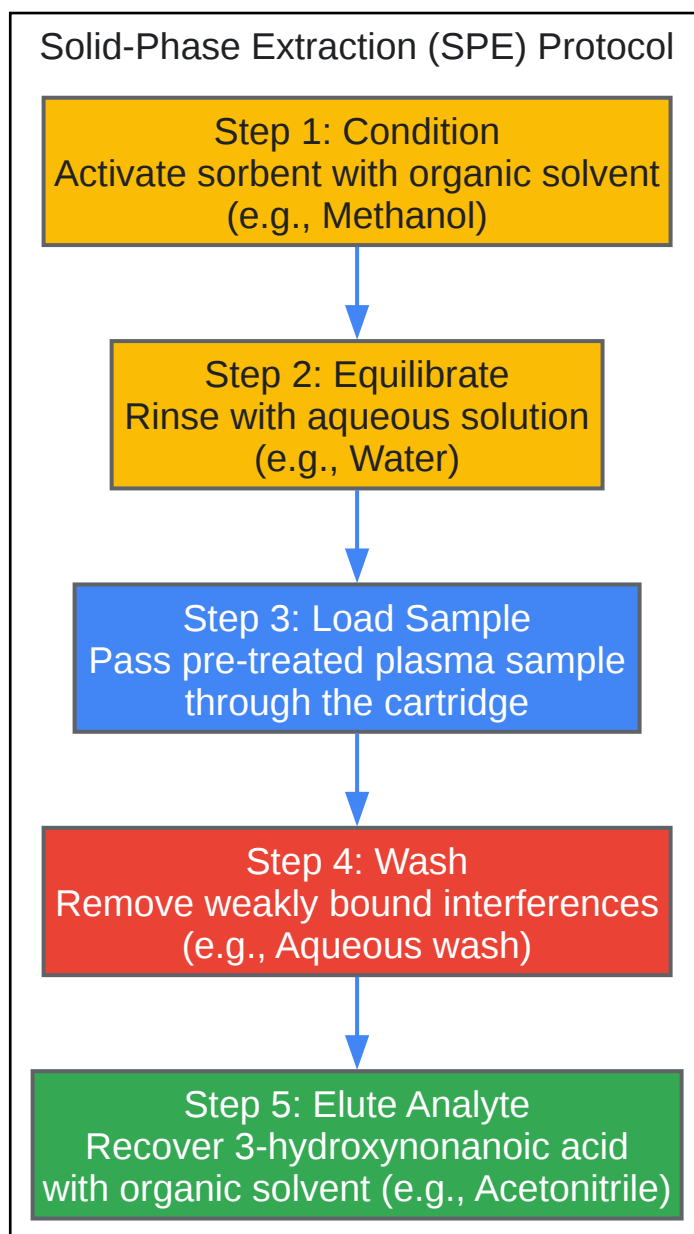 Solid-Phase Extraction (SPE) Protocol
Step 1: Condition
Activate sorbent with organic solvent
(e.g., Methanol)
Step 2: Equilibrate
Rinse with aqueous solution
(e.g., Water)
Step 3: Load Sample
Pass pre-treated plasma sample
through the cartridge
Step 4: Wash
Remove weakly bound interferences
(e.g., Aqueous wash)
Step 5: Elute Analyte
Recover 3-hydroxynonanoic acid
with organic solvent (e.g., Acetonitrile)